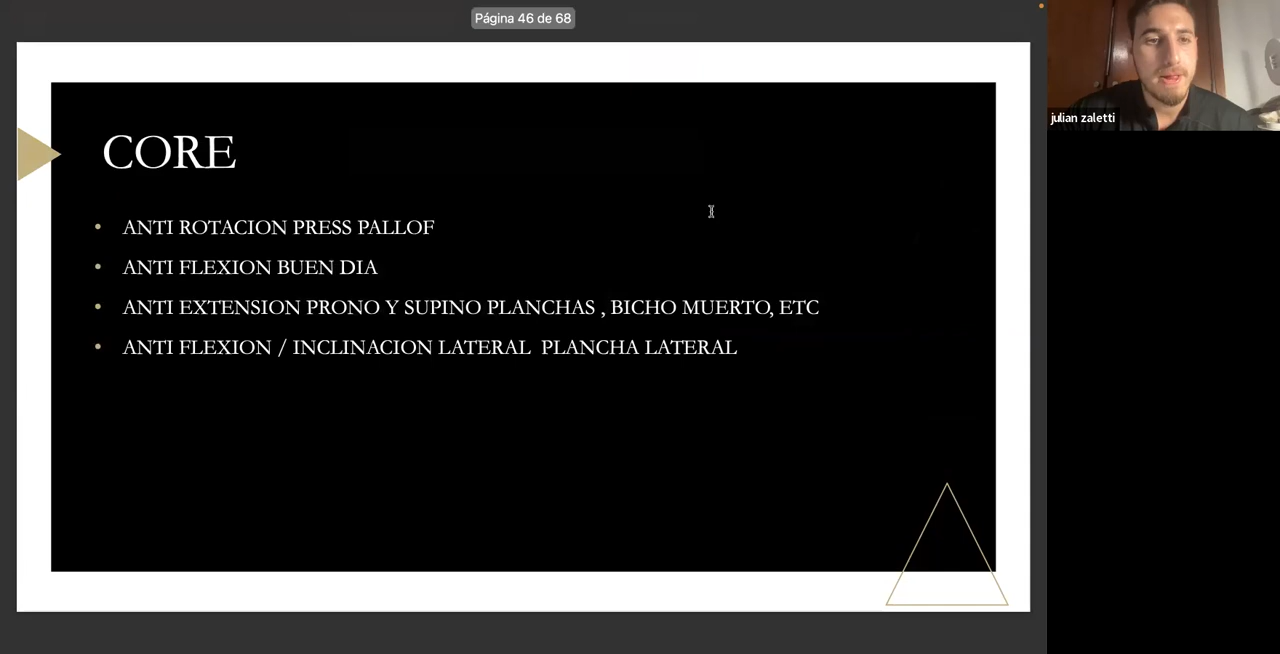 Página 46 de 68
julian zaletti
CORE
• ANTI ROTACION PRESS PALLOF
• ANTI FLEXION BUEN DIA
• ANTI EXTENSION PRONO Y SUPINO PLANCHAS , BICHO MUERTO, ETC
• ANTI FLEXION / INCLINACION LATERAL  PLANCHA LATERAL